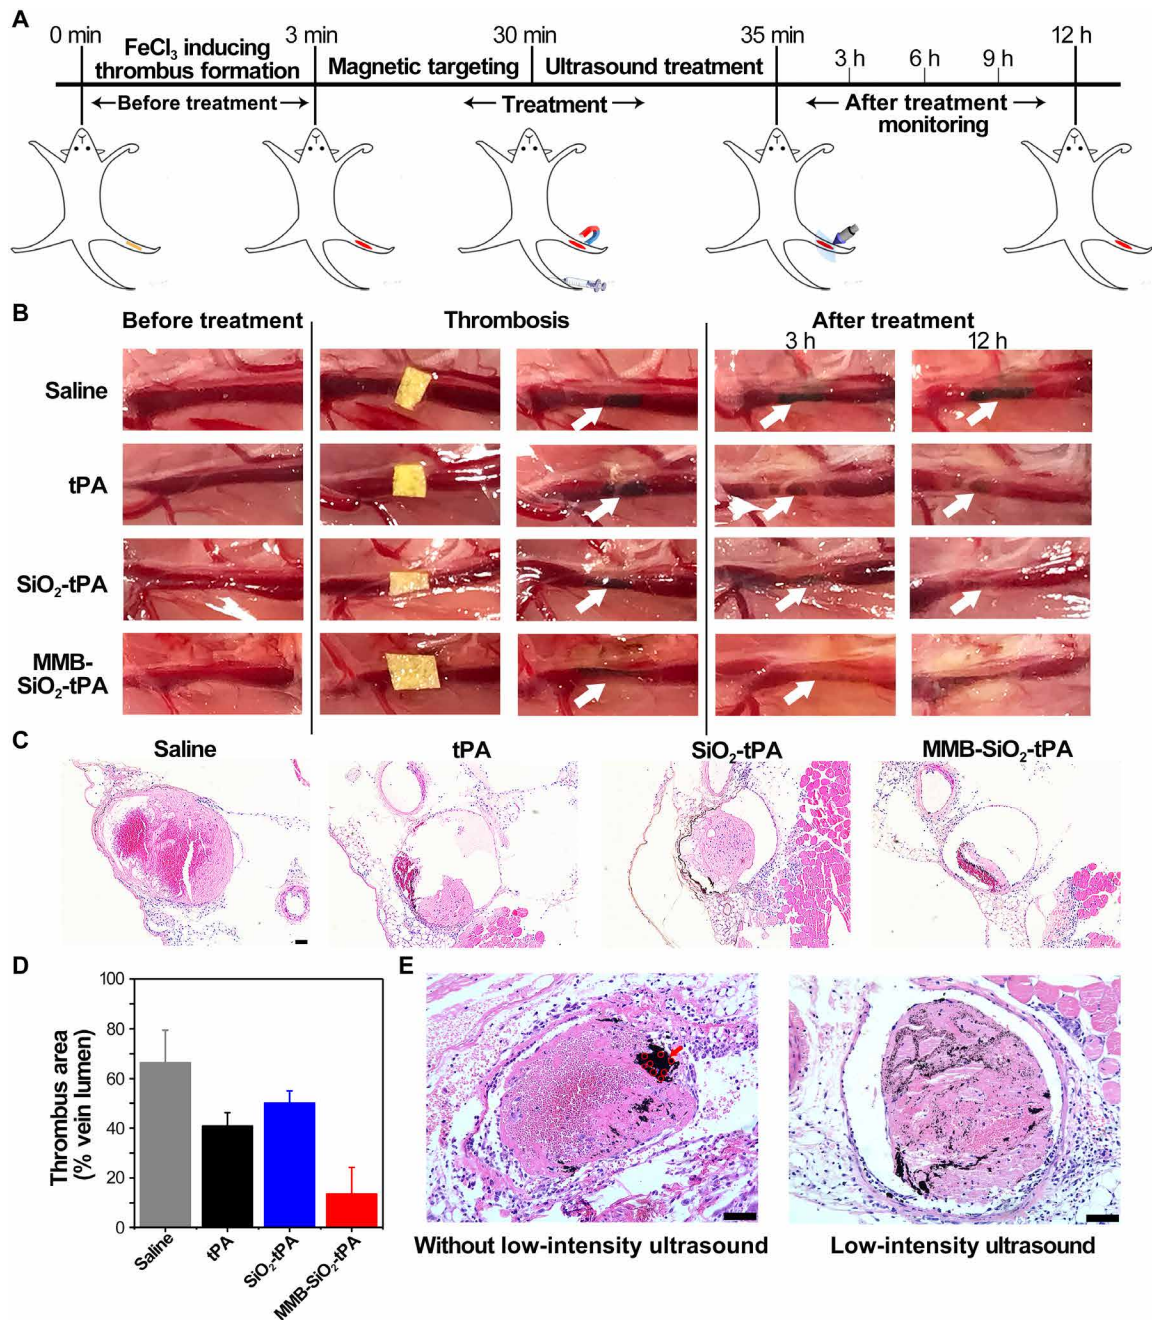 A
0 min 3 min 30 min 35 min 12 h
FeCl₃ inducing
thrombus formation
Magnetic targeting
Ultrasound treatment
3 h 6 h 9 h
Before treatment
Treatment
After treatment
monitoring
B
Before treatment Thrombosis After treatment
3 h 12 h
Saline
tPA
SiO₂-tPA
MMB-
SiO₂-tPA
C
Saline tPA SiO₂-tPA MMB-SiO₂-tPA
D
Thrombus area
(% vein lumen)
100
80
60
40
20
0
Saline
tPA
SiO₂-tPA
MMB-SiO₂-tPA
E
Without low-intensity ultrasound
Low-intensity ultrasound